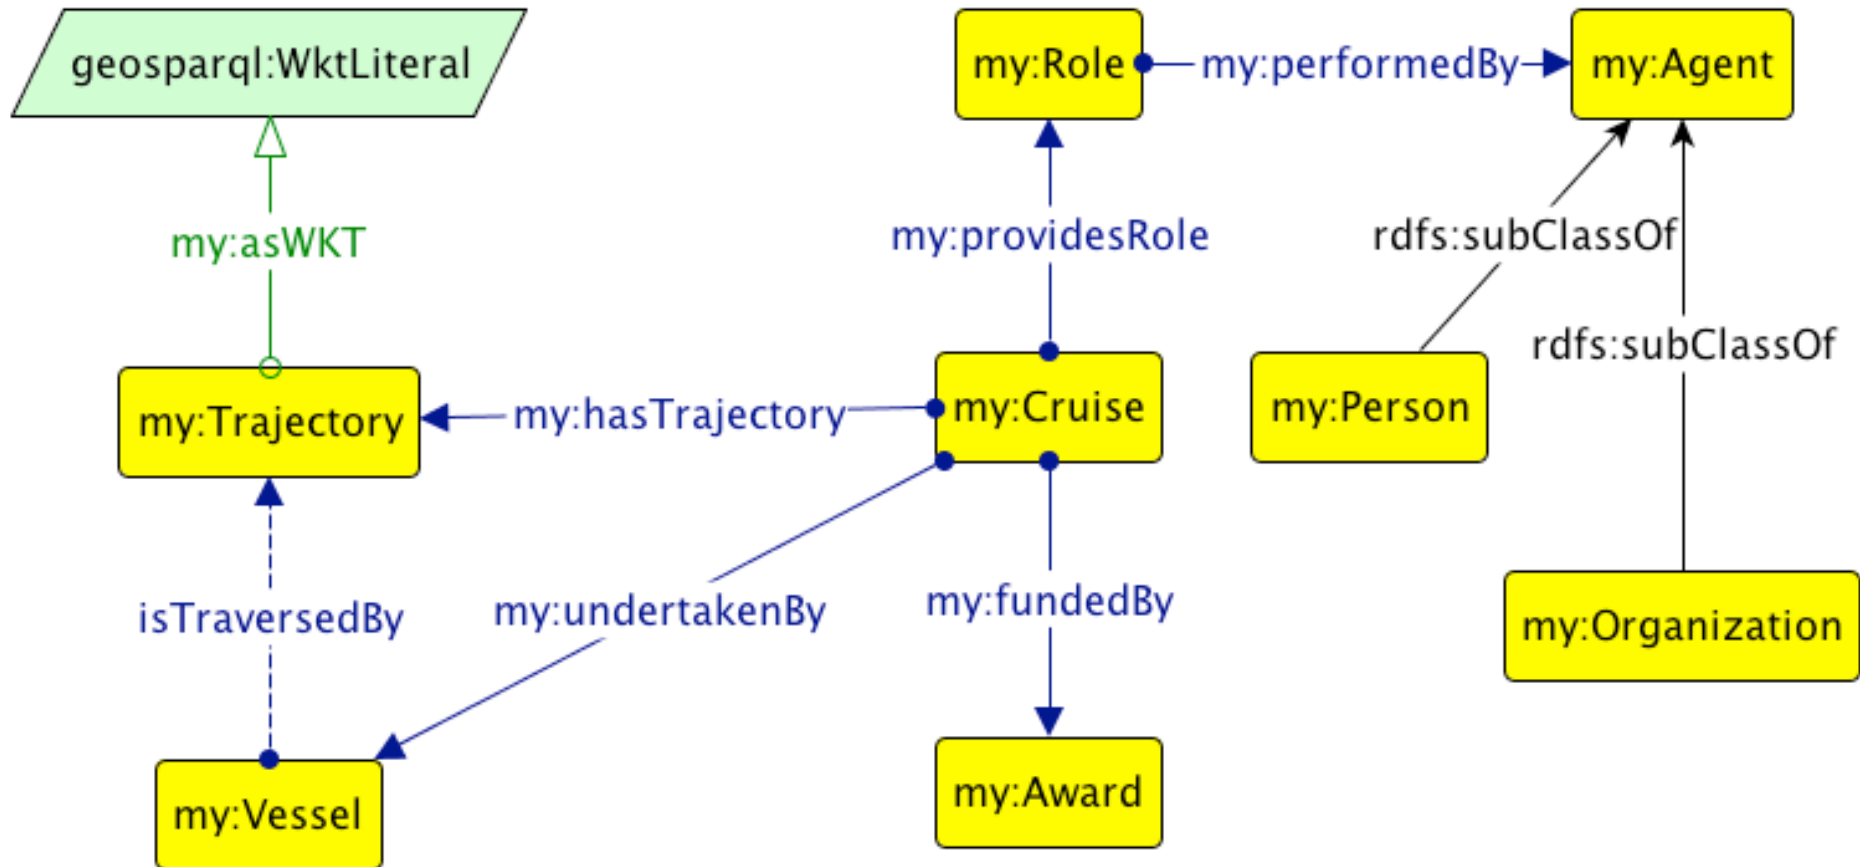 geosparql:WktLiteral
my:Role
my:performedBy
my:Agent
my:asWKT
my:providesRole
rdfs:subClassOf
rdfs:subClassOf
my:Trajectory
my:hasTrajectory
my:Cruise
my:Person
isTraversedBy
my:undertakenBy
my:fundedBy
my:Organization
my:Vessel
my:Award